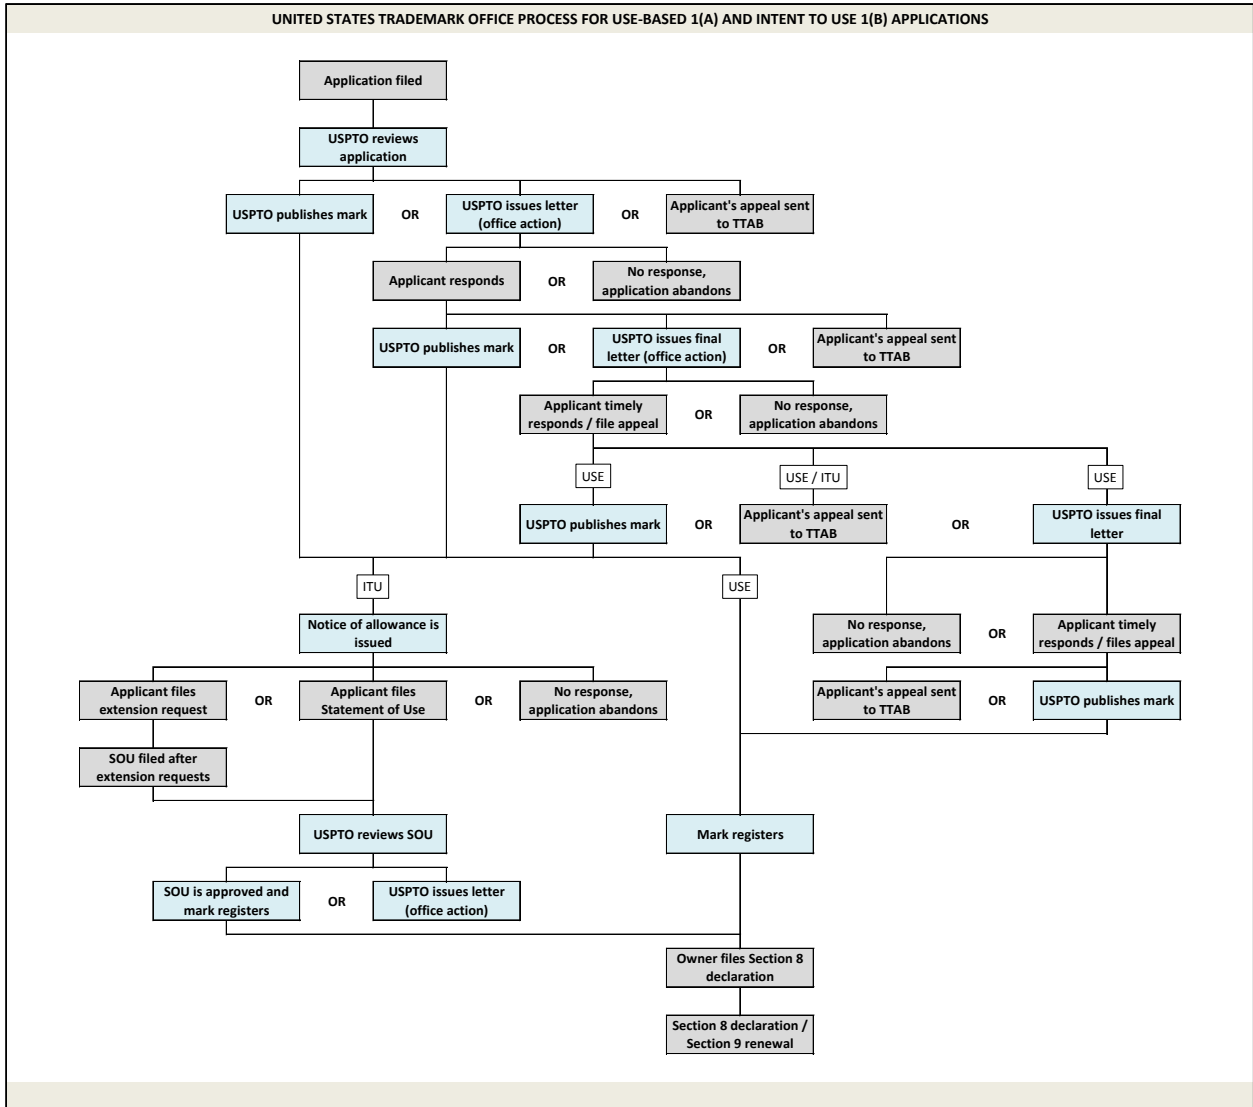 UNITED STATES TRADEMARK OFFICE PROCESS FOR USE-BASED 1(A) AND INTENT TO USE 1(B) APPLICATIONS
Application filed
USPTO reviews
application
USPTO publishes mark
OR
USPTO issues letter
(office action)
OR
Applicant's appeal sent
to TTAB
Applicant responds
OR
No response,
application abandons
USPTO publishes mark
OR
USPTO issues final
letter (office action)
OR
Applicant's appeal sent
to TTAB
Applicant timely
responds / file appeal
OR
No response,
application abandons
USE
USE / ITU
USE
USPTO publishes mark
OR
Applicant's appeal sent
to TTAB
OR
USPTO issues final
letter
ITU
USE
Notice of allowance is
issued
No response,
application abandons
OR
Applicant timely
responds / files appeal
Applicant files
extension request
OR
Applicant files
Statement of Use
OR
No response,
application abandons
Applicant's appeal sent
to TTAB
OR
USPTO publishes mark
SOU filed after
extension requests
USPTO reviews SOU
Mark registers
SOU is approved and
mark registers
OR
USPTO issues letter
(office action)
Owner files Section 8
declaration
Section 8 declaration /
Section 9 renewal